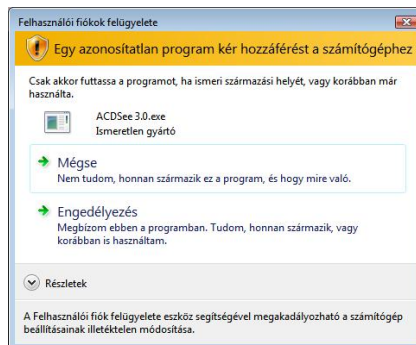 Felhasználói fiókok felügyelete
Egy azonosítatlan program kér hozzáférést a számítógéphez
Csak akkor futtassa a programot, ha ismeri származási helyét, vagy korábban már
használta.
ACDSee 3.0.exe
Ismeretlen gyártó
Mégse
Nem tudom, honnan származik ez a program, és hogy mire való.
Engedélyezés
Megbízom ebben a programban. Tudom, honnan származik, vagy
korábban is használtam.
Részletek
A Felhasználói fiók felügyelete eszköz segítségével megakadályozható a számítógép
beállításainak illetéktelen módosítása.